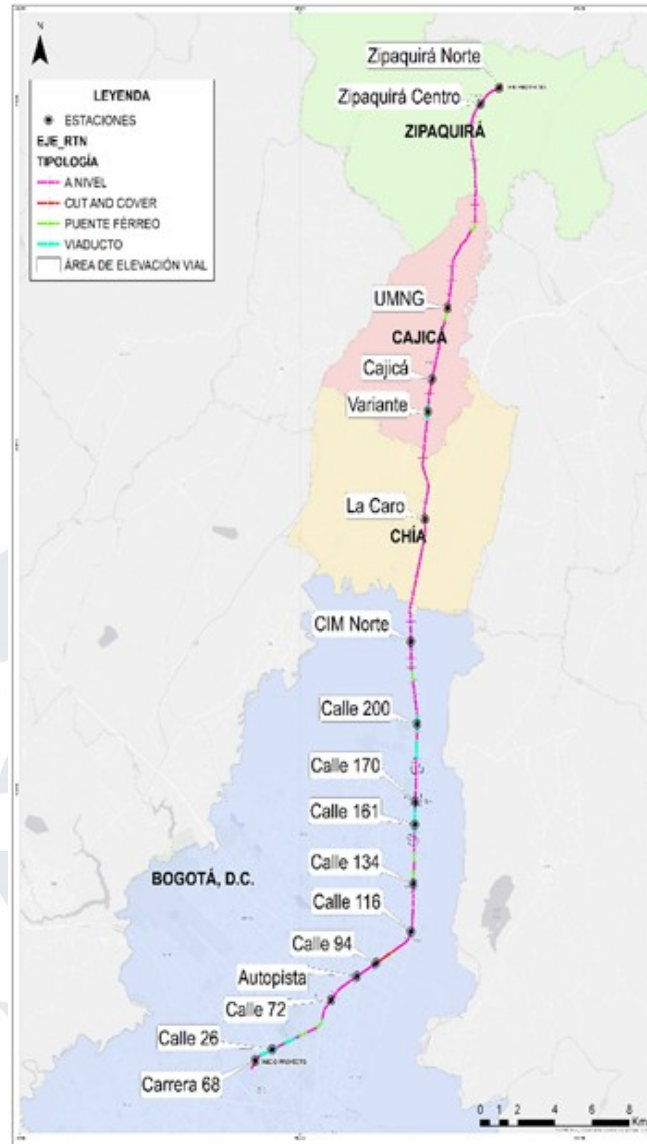 N
LEYENDA
ESTACIONES
EJE_RTN
TIPOLOGÍA
A NIVEL
CUT AND COVER
PUENTE FÉRREO
VIADUCTO
ÁREA DE ELEVACIÓN VIAL
Zipaquirá Norte
Zipaquirá Centro
ZIPAQUIRÁ
UMNG
CAJICÁ
Cajicá
Variante
La Caro
CHÍA
CIM Norte
Calle 200
Calle 170
Calle 161
Calle 134
BOGOTÁ, D.C.
Calle 116
Calle 94
Autopista
Calle 72
Calle 26
INICIO PROYECTO
Carrera 68
0 1 2 4 6 8
Km